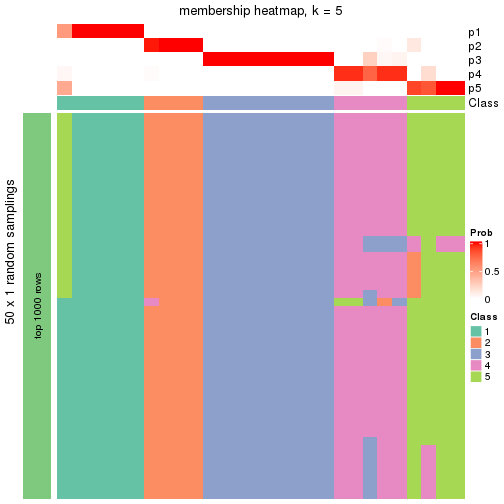 membership heatmap, k = 5
p1
p2
p3
p4
p5
Class
50 x 1 random samplings
top 1000 rows
Prob
1
0.5
0
Class
1
2
3
4
5